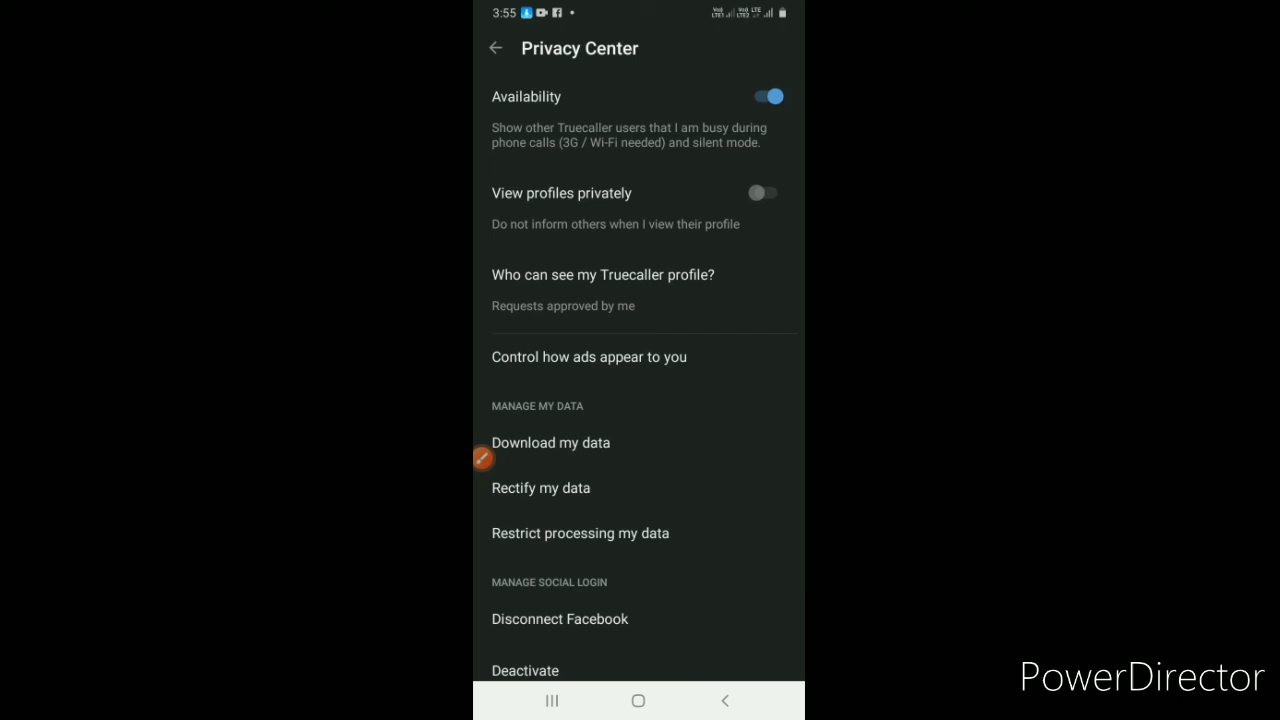 3:55
Privacy Center
Availability
Show other Truecaller users that I am busy during
phone calls (3G / Wi-Fi needed) and silent mode.
View profiles privately
Do not inform others when I view their profile
Who can see my Truecaller profile?
Requests approved by me
Control how ads appear to you
MANAGE MY DATA
Download my data
Rectify my data
Restrict processing my data
MANAGE SOCIAL LOGIN
Disconnect Facebook
Deactivate
PowerDirector